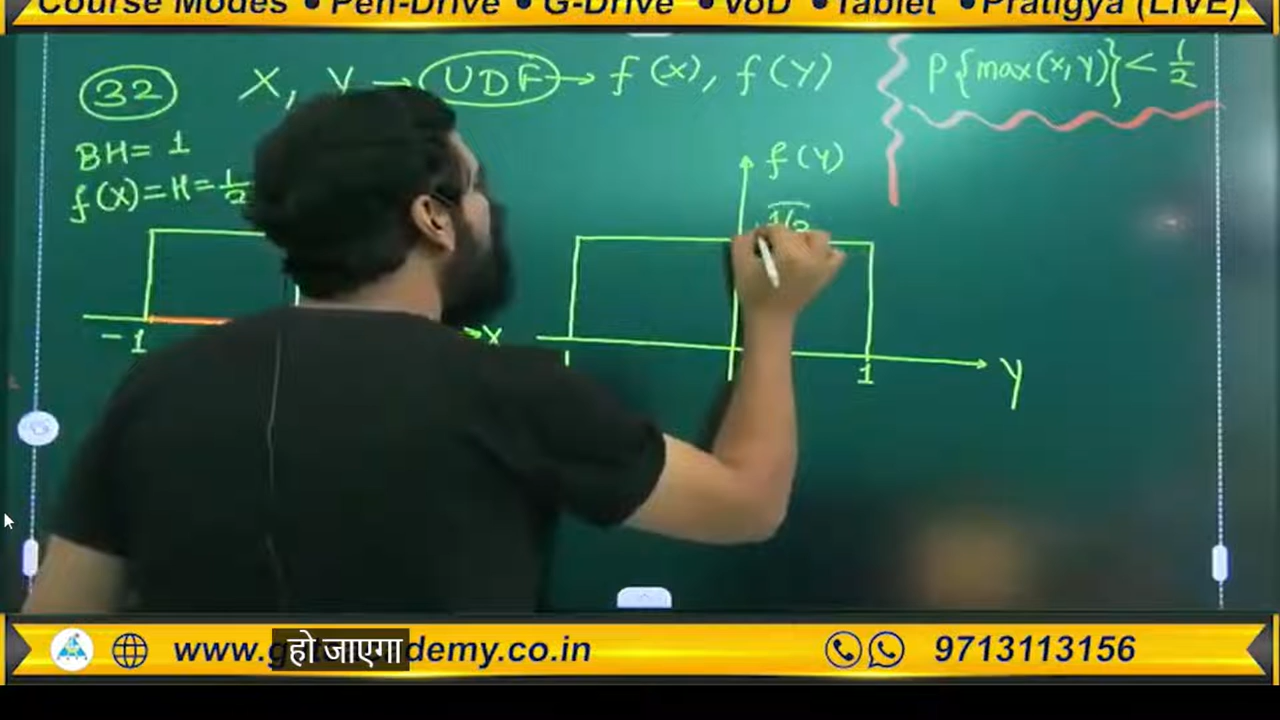 Course Modes • Pen-Drive • G-Drive • VoD • Tablet • Pratigya (LIVE)
32 X, Y → UDF → f(X), f(Y)
P{max(X,Y)} < 1/2
BH = 1
f(X) = H = 1/2
f(Y)
1/2
-1
X
1
Y
www.g demy.co.in
हो जाएगा
9713113156